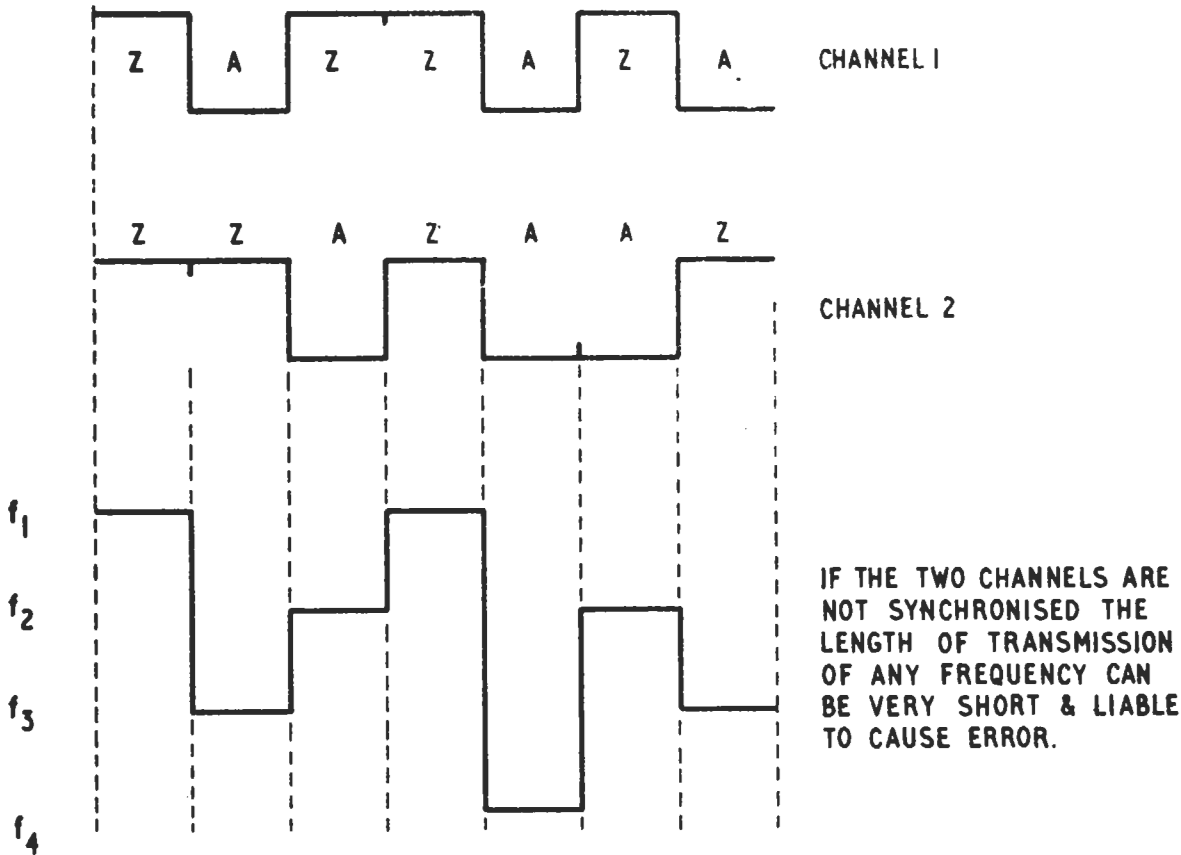 Z A Z Z A Z A CHANNEL 1
Z Z A Z A A Z
CHANNEL 2
f₁
f₂
f₃
f₄
IF THE TWO CHANNELS ARE
NOT SYNCHRONISED THE
LENGTH OF TRANSMISSION
OF ANY FREQUENCY CAN
BE VERY SHORT & LIABLE
TO CAUSE ERROR.